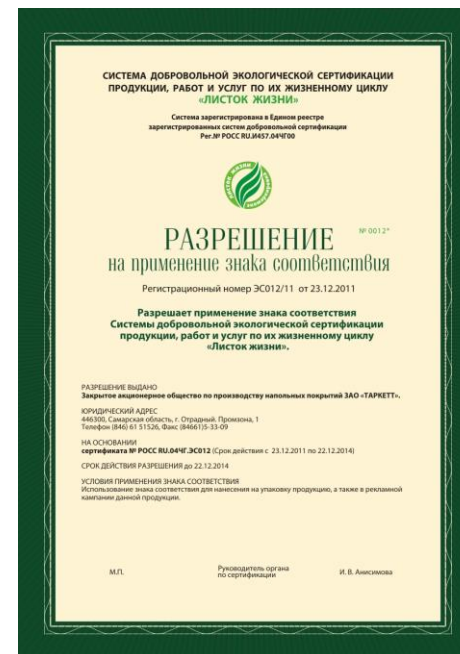 СИСТЕМА ДОБРОВОЛЬНОЙ ЭКОЛОГИЧЕСКОЙ СЕРТИФИКАЦИИ
ПРОДУКЦИИ, РАБОТ И УСЛУГ ПО ИХ ЖИЗНЕННОМУ ЦИКЛУ
«ЛИСТОК ЖИЗНИ»
Система зарегистрирована в Едином реестре
зарегистрированных систем добровольной сертификации
Рег.№ РОСС RU.И457.04ЧГ00
ЛИСТОК ЖИЗНИ
№ 0012*
РАЗРЕШЕНИЕ
на применение знака соответствия
Регистрационный номер ЭС012/11 от 23.12.2011
Разрешает применение знака соответствия
Системы добровольной экологической сертификации
продукции, работ и услуг по их жизненному циклу
«Листок жизни».
РАЗРЕШЕНИЕ ВЫДАНО
Закрытое акционерное общество по производству напольных покрытий ЗАО «ТАРКЕТТ».
ЮРИДИЧЕСКИЙ АДРЕС
446300, Самарская область, г. Отрадный. Промзона, 1
Телефон (846) 61 51526, Факс (84661)5-33-09
НА ОСНОВАНИИ
сертификата № РОСС RU.04ЧГ.ЭС012 (Срок действия с 23.12.2011 по 22.12.2014)
СРОК ДЕЙСТВИЯ РАЗРЕШЕНИЯ до 22.12.2014
УСЛОВИЯ ПРИМЕНЕНИЯ ЗНАКА СООТВЕТСТВИЯ
Использование знака соответствия для нанесения на упаковку продукцию, а также в рекламной
кампании данной продукции.
М.П.
Руководитель органа
по сертификации
И. В. Анисимова